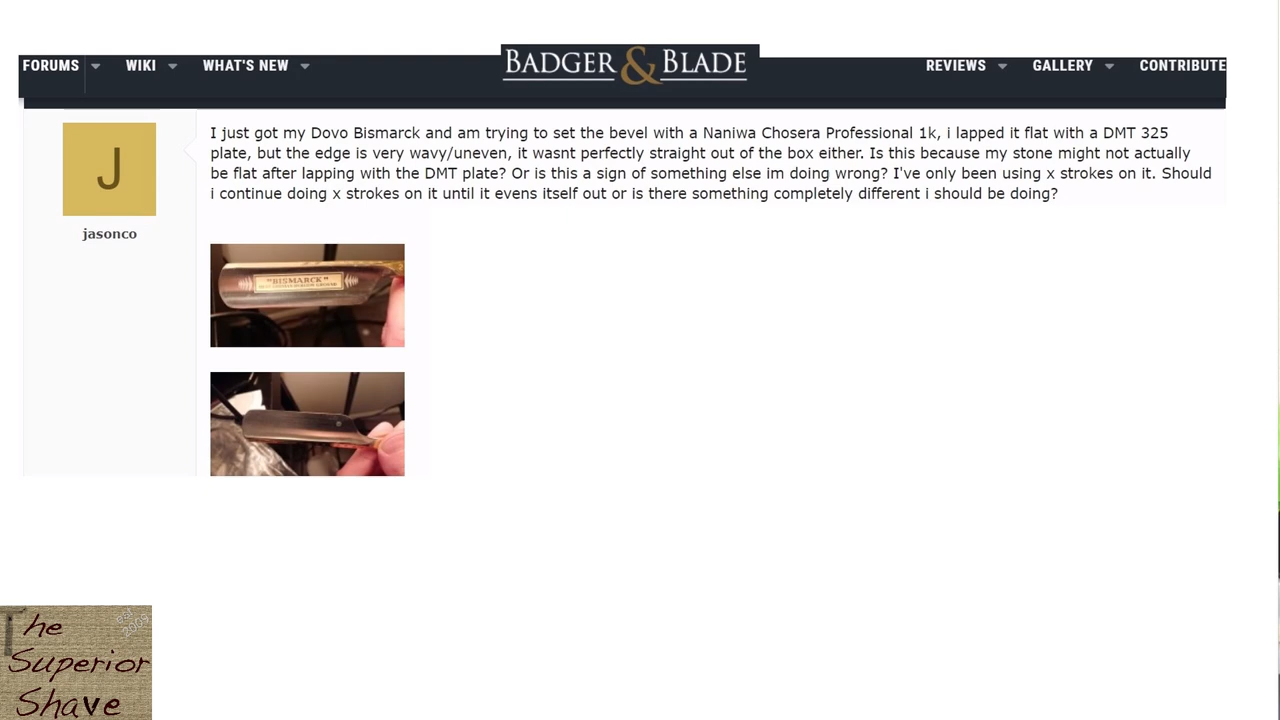 FORUMS WIKI WHAT'S NEW BADGER & BLADE REVIEWS GALLERY CONTRIBUTE
I just got my Dovo Bismarck and am trying to set the bevel with a Naniwa Chosera Professional 1k, i lapped it flat with a DMT 325
plate, but the edge is very wavy/uneven, it wasnt perfectly straight out of the box either. Is this because my stone might not actually
be flat after lapping with the DMT plate? Or is this a sign of something else im doing wrong? I've only been using x strokes on it. Should
i continue doing x strokes on it until it evens itself out or is there something completely different i should be doing?
J
jasonco
"BISMARCK"
The
Superior
Shave
est
2009